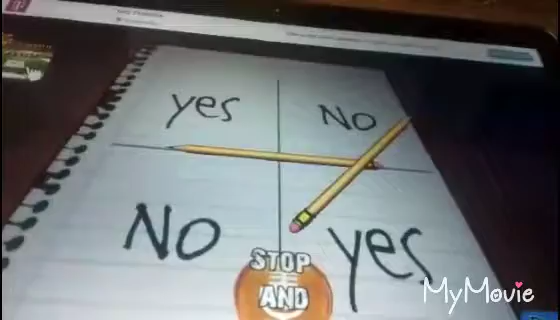 yes No
No yes
STOP
AND
MyMovie